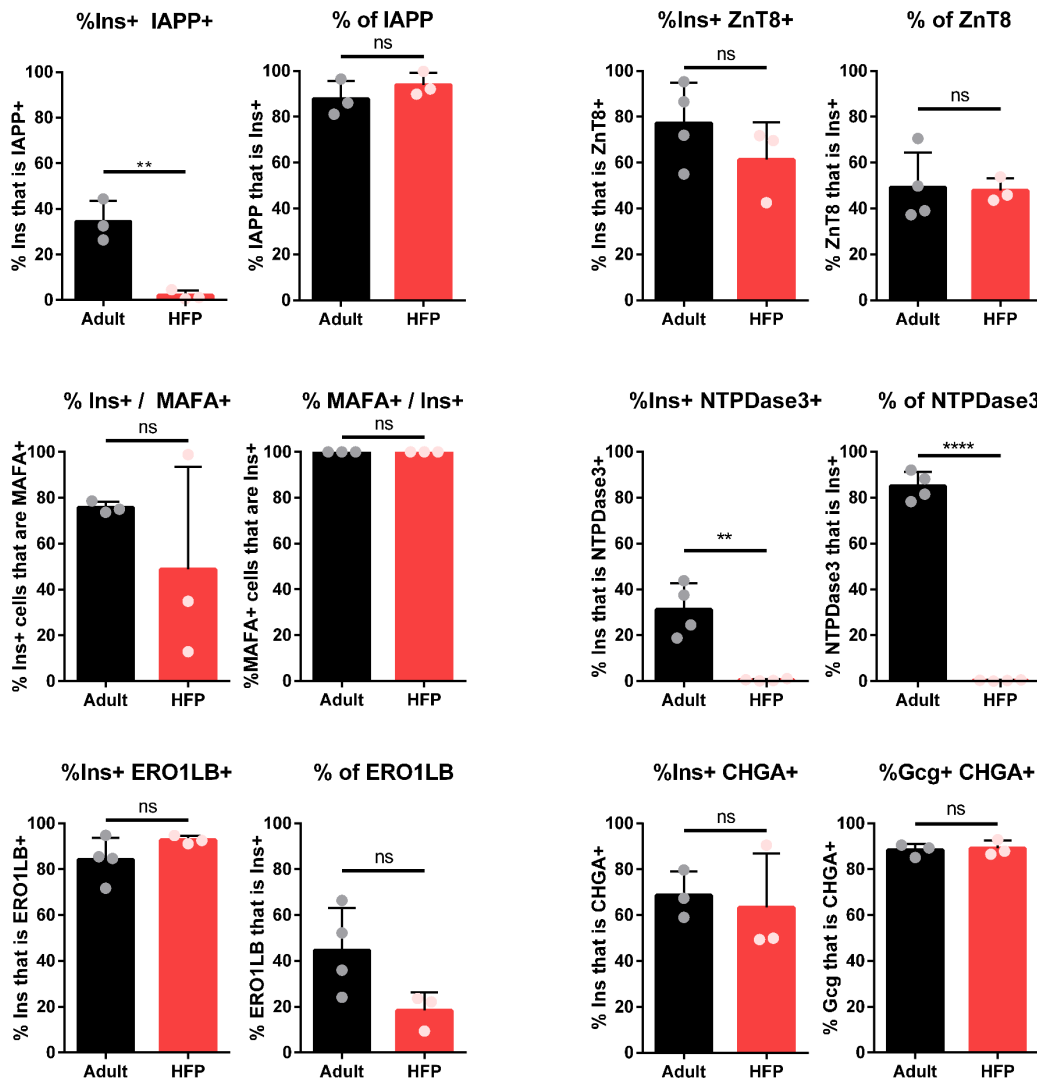 %Ins+ IAPP+
% of IAPP
%Ins+ ZnT8+
% of ZnT8
% Ins that is IAPP+
100
80
60
40
20
0
**
Adult
HFP
% IAPP that is Ins+
100
80
60
40
20
0
ns
Adult
HFP
% Ins that is ZnT8+
100
80
60
40
20
0
ns
Adult
HFP
% ZnT8 that is Ins+
100
80
60
40
20
0
ns
Adult
HFP
% Ins+ / MAFA+
% MAFA+ / Ins+
%Ins+ NTPDase3+
% of NTPDase3
% Ins+ cells that are MAFA+
100
80
60
40
20
0
ns
Adult
HFP
%MAFA+ cells that are Ins+
100
80
60
40
20
0
ns
Adult
HFP
% Ins that is NTPDase3+
100
80
60
40
20
0
**
Adult
HFP
% NTPDase3 that is Ins+
100
80
60
40
20
0
****
Adult
HFP
%Ins+ ERO1LB+
% of ERO1LB
%Ins+ CHGA+
%Gcg+ CHGA+
% Ins that is ERO1LB+
100
80
60
40
20
0
ns
Adult
HFP
% ERO1LB that is Ins+
100
80
60
40
20
0
ns
Adult
HFP
% Ins that is CHGA+
100
80
60
40
20
0
ns
Adult
HFP
% Gcg that is CHGA+
100
80
60
40
20
0
ns
Adult
HFP